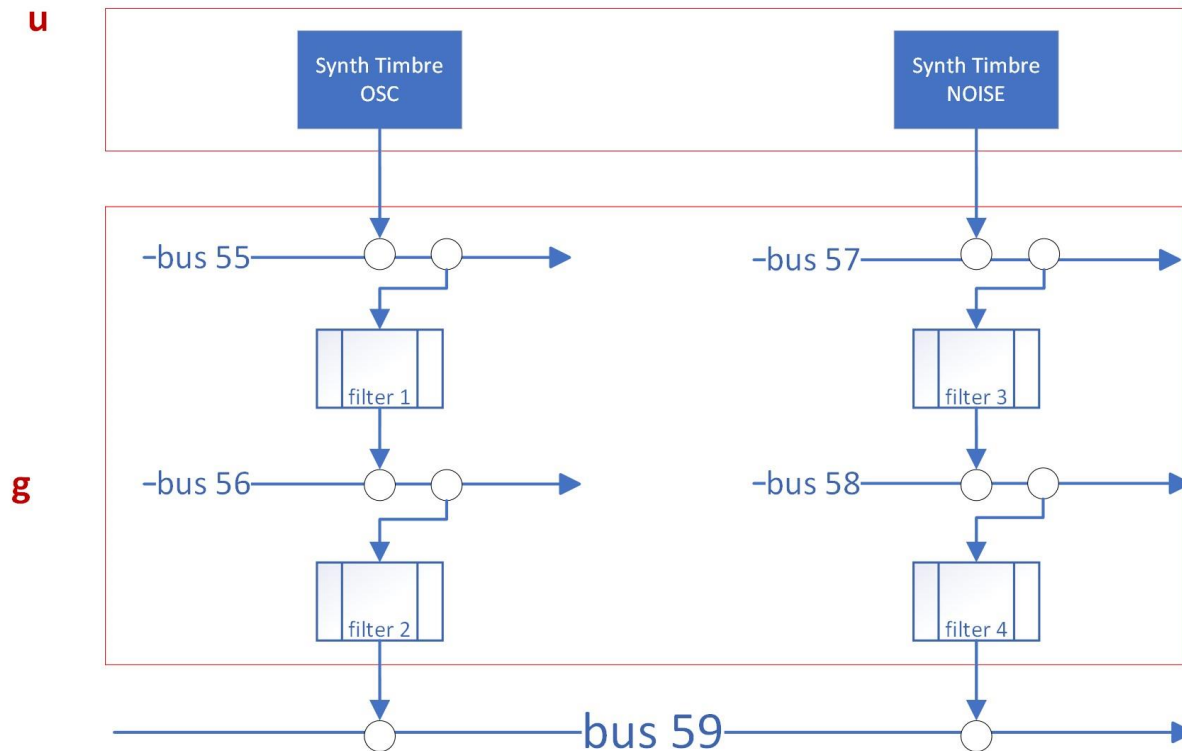 u
Synth Timbre
OSC
Synth Timbre
NOISE
bus 55
bus 57
filter 1
filter 3
g
bus 56
bus 58
filter 2
filter 4
bus 59